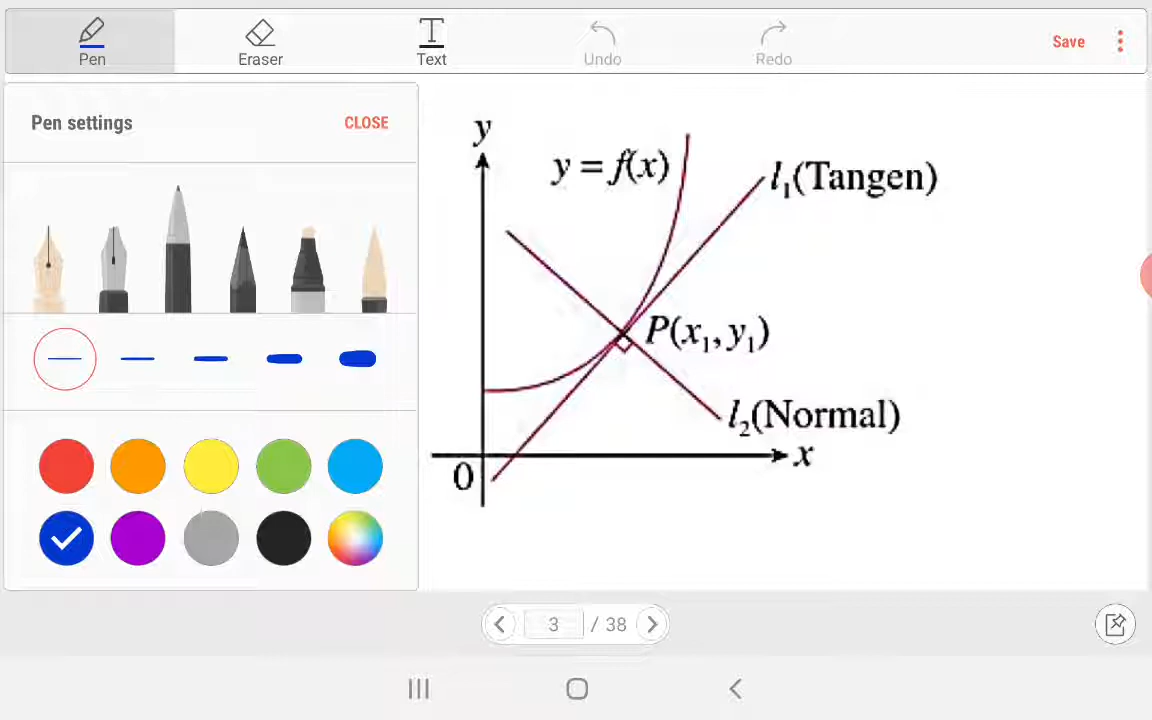 Pen
Eraser
Text
Undo
Redo
Save
Pen settings
CLOSE
y
y = f(x)
l₁(Tangen)
P(x₁, y₁)
l₂(Normal)
x
0
3 / 38